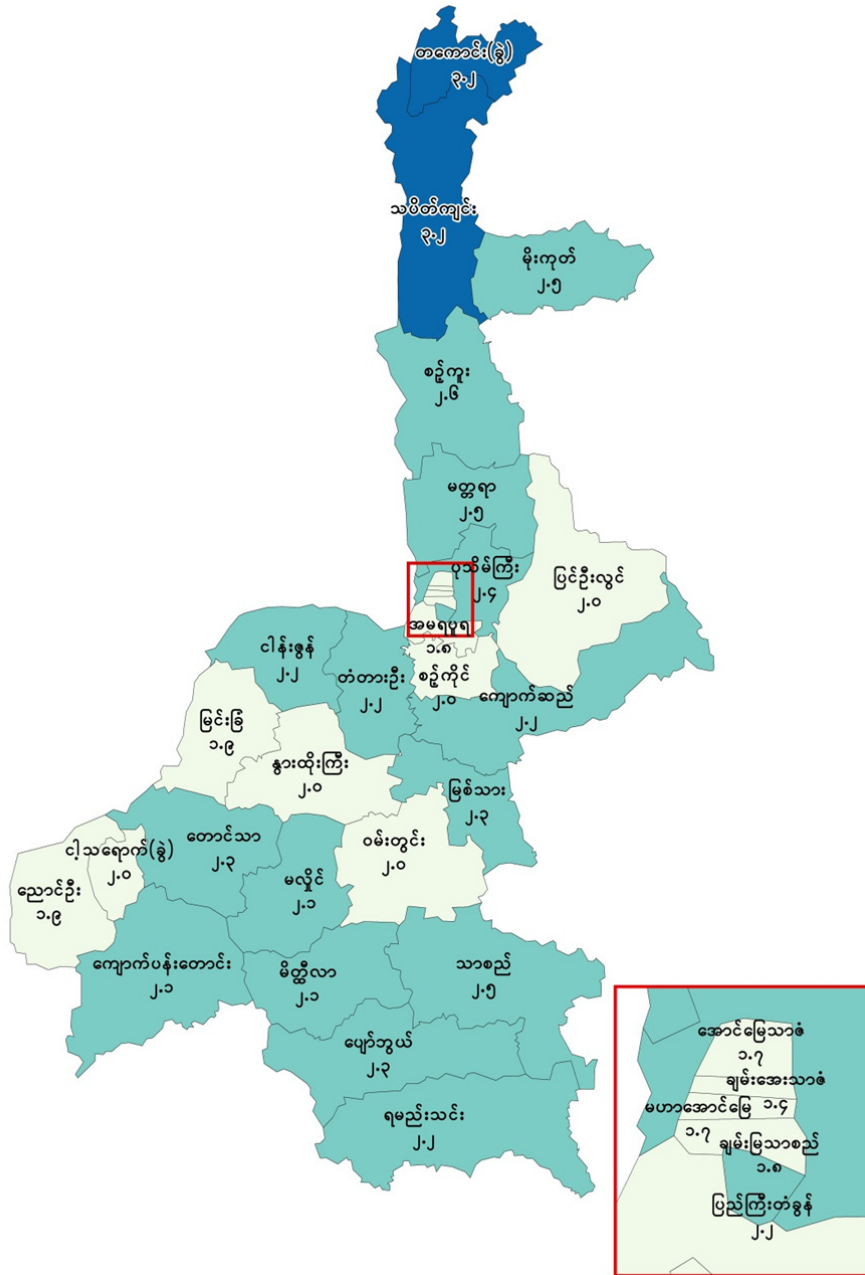 တကောင်း(ခွဲ)
၃.၂
သပိတ်ကျင်း
၃.၂
မိုးကုတ်
၂.၅
စဉ့်ကူး
၂.၆
မတ္တရာ
၂.၅
ပုသိမ်ကြီး
၂.၄
ပြင်ဦးလွင်
၂.၀
အမရပူရ
၁.၈
စဉ့်ကိုင်
၂.၀
ကျောက်ဆည်
၂.၂
ငါန်းဇွန်
၂.၂
တံတားဦး
၂.၂
မြင်းခြံ
၁.၉
နွားထိုးကြီး
၂.၀
မြစ်သား
၂.၃
တောင်သာ
၂.၃
ဝမ်းတွင်း
၂.၀
ငါ့သရောက်(ခွဲ)
၂.၀
မလှိုင်
၂.၁
ညောင်ဦး
၁.၉
ကျောက်ပန်းတောင်း
၂.၁
မိတ္ထီလာ
၂.၁
သာစည်
၂.၅
ပျော်ဘွယ်
၂.၃
ရမည်းသင်း
၂.၂
အောင်မြေသာဇံ
၁.၇
ချမ်းအေးသာဇံ
၁.၄
မဟာအောင်မြေ
၁.၇
ချမ်းမြသာစည်
၁.၈
ပြည်ကြီးတံခွန်
၂.၂